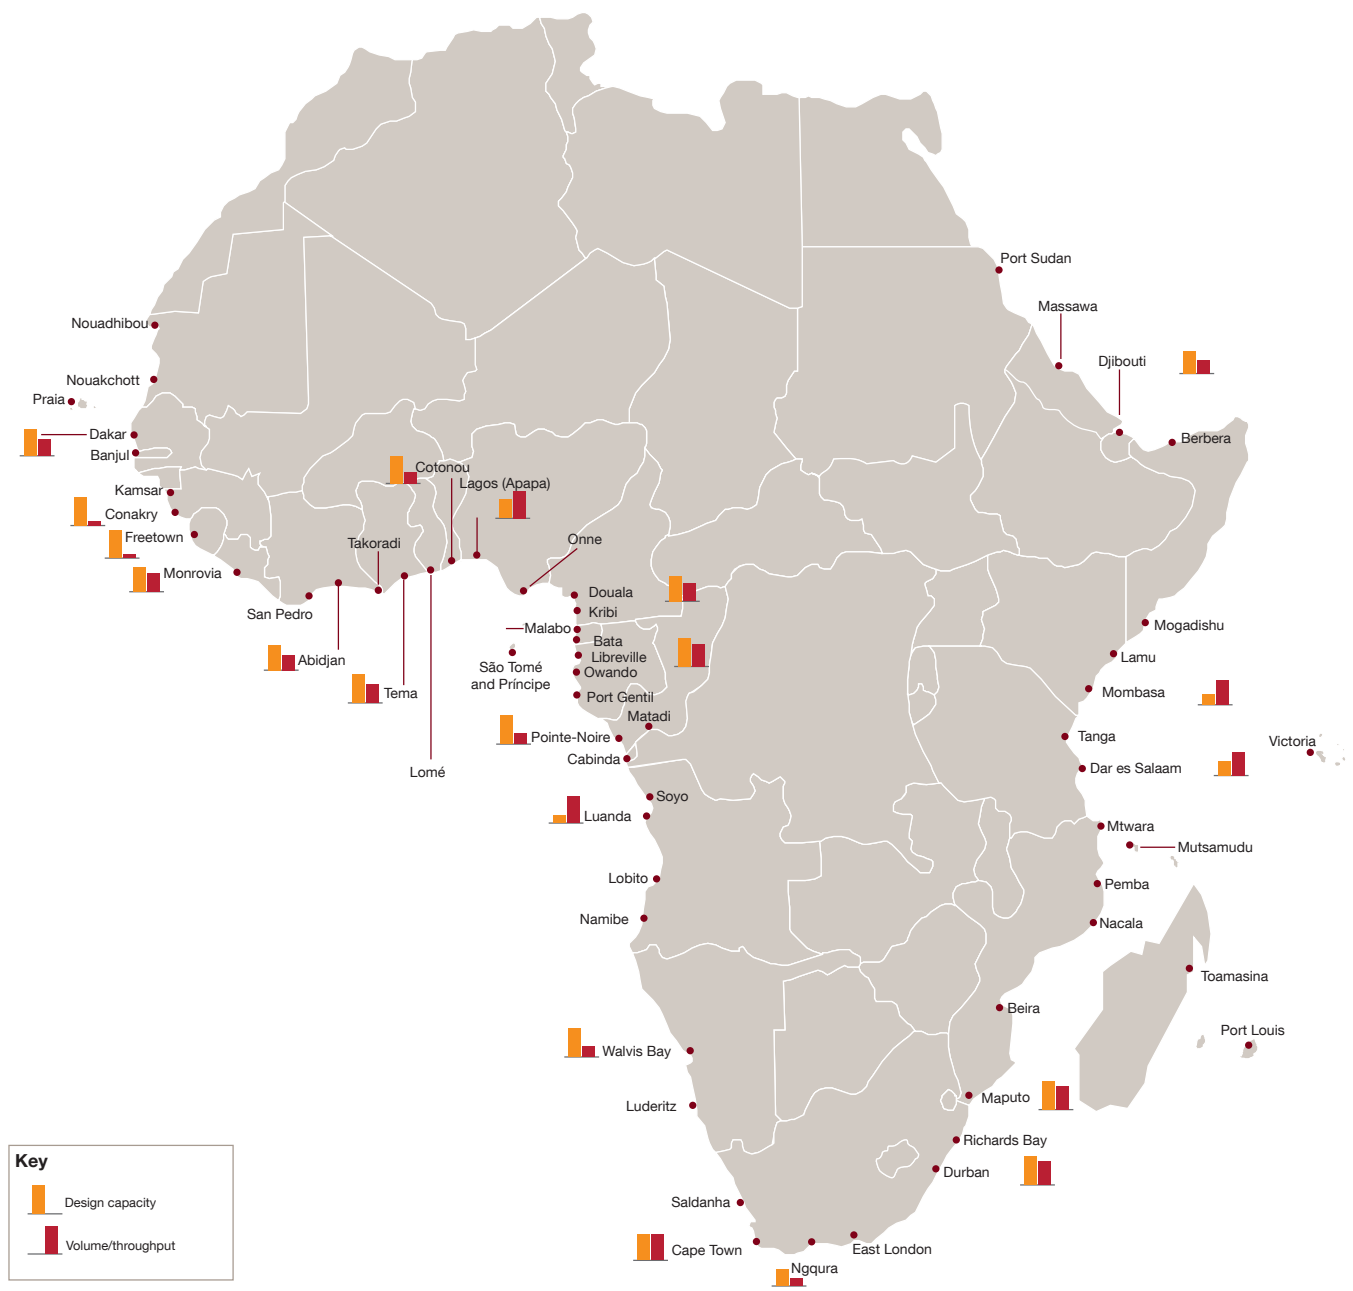 Port Sudan
Massawa
Nouadhibou
Djibouti
Nouakchott
Praia
Dakar
Berbera
Banjul
Cotonou
Lagos (Apapa)
Kamsar
Conakry
Freetown
Takoradi
Onne
Monrovia
Douala
San Pedro
Kribi
Mogadishu
Malabo
Bata
Abidjan
Libreville
Lamu
São Tomé
and Príncipe
Owando
Tema
Port Gentil
Mombasa
Matadi
Pointe-Noire
Tanga
Victoria
Cabinda
Lomé
Dar es Salaam
Soyo
Luanda
Mtwara
Mutsamudu
Lobito
Pemba
Namibe
Nacala
Toamasina
Beira
Port Louis
Walvis Bay
Maputo
Luderitz
Richards Bay
Durban
Saldanha
Cape Town
East London
Ngqura
Key
Design capacity
Volume/throughput